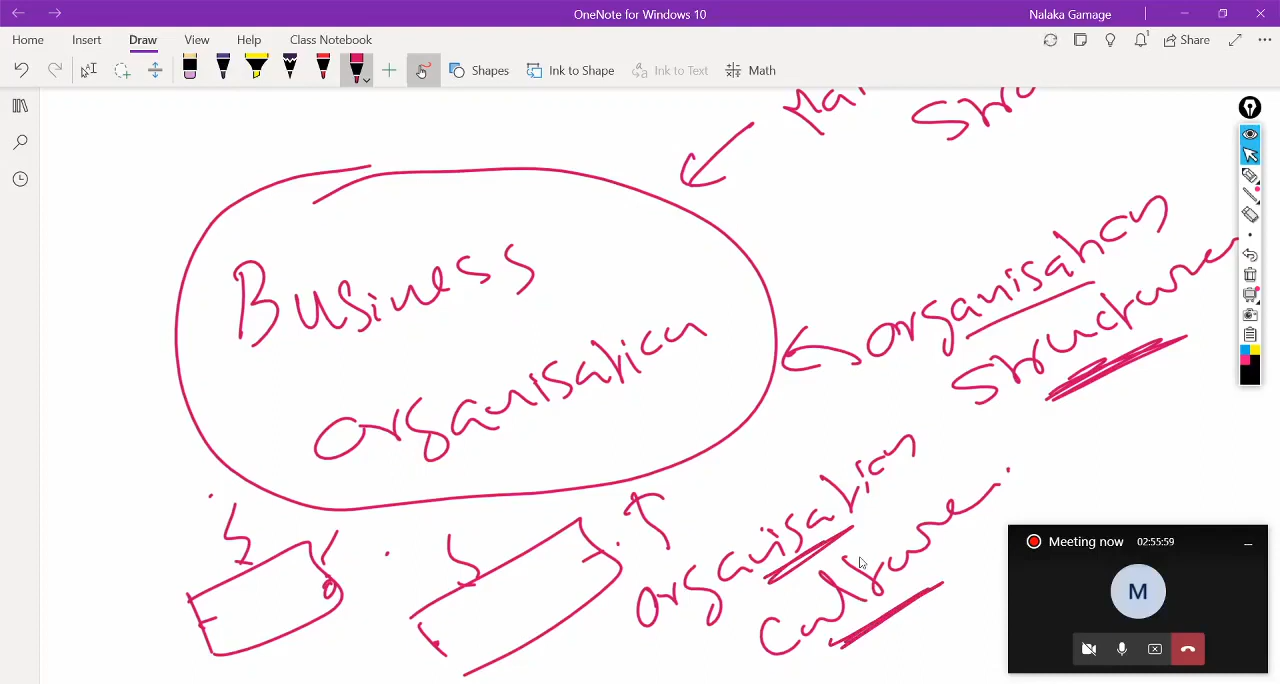 OneNote for Windows 10
Nalaka Gamage
Home
Insert
Draw
View
Help
Class Notebook
Share
Shapes
Ink to Shape
Ink to Text
Math
Business
organisation
organisation
structure
organisation
culture
Meeting now
02:55:59
M